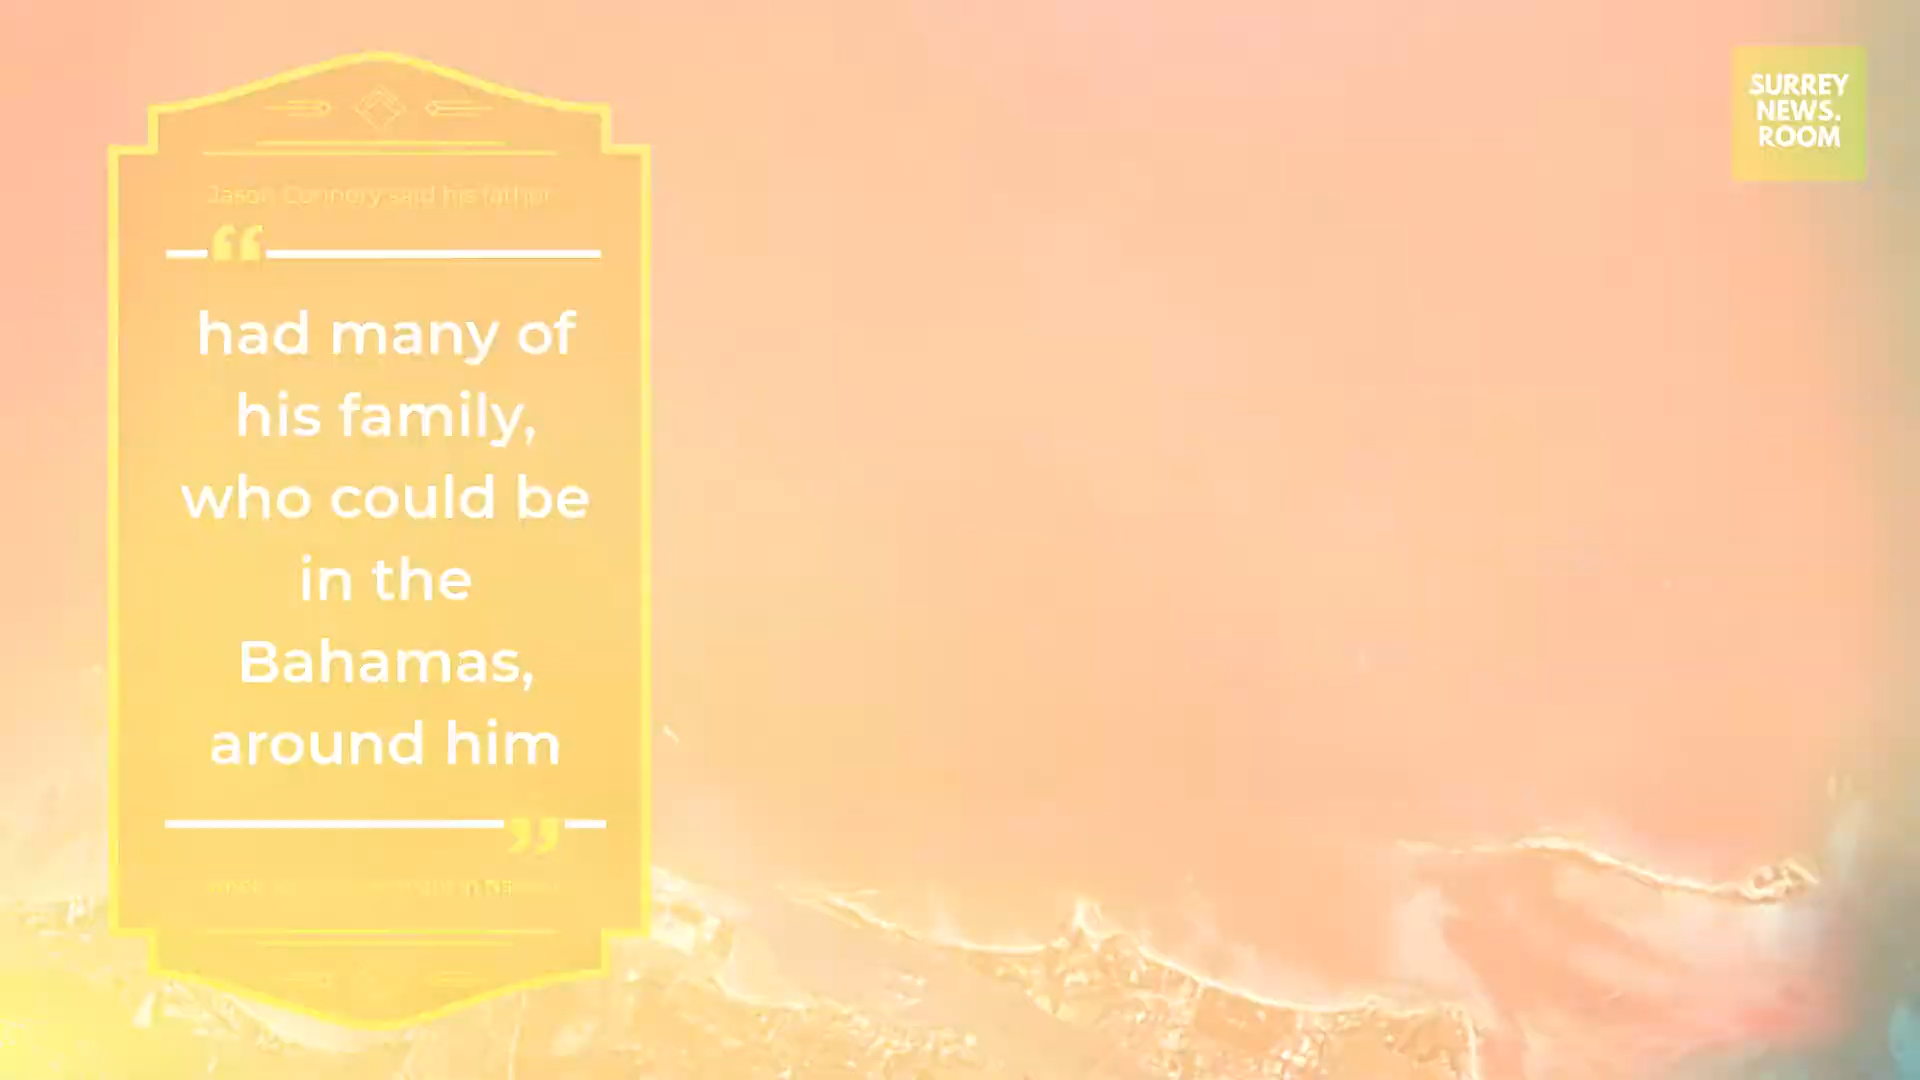 SURREY
NEWS.
ROOM
Jason Connery said his father
“
had many of
his family,
who could be
in the
Bahamas,
around him
”